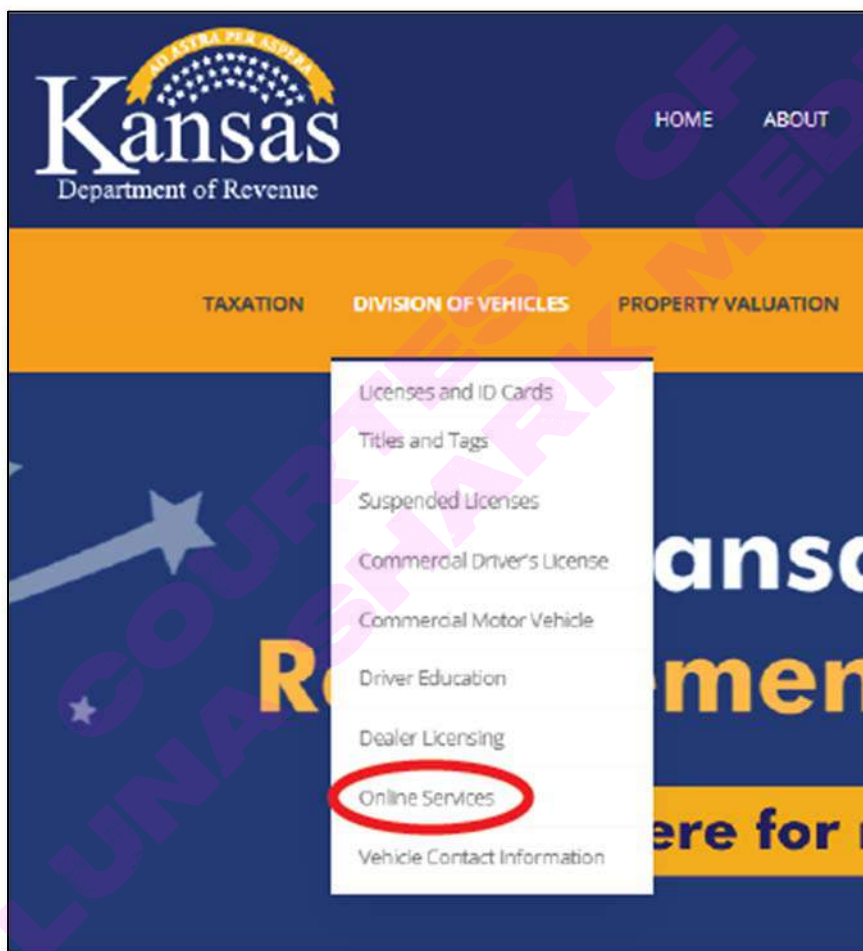 AD ASTRA PER ASPERA
Kansas
Department of Revenue
HOME ABOUT
TAXATION DIVISION OF VEHICLES PROPERTY VALUATION
Licenses and ID Cards
Titles and Tags
Suspended Licenses
Commercial Driver's License
Commercial Motor Vehicle
Driver Education
Dealer Licensing
Online Services
Vehicle Contact Information
COURTESY OF
LUNASHARK MED